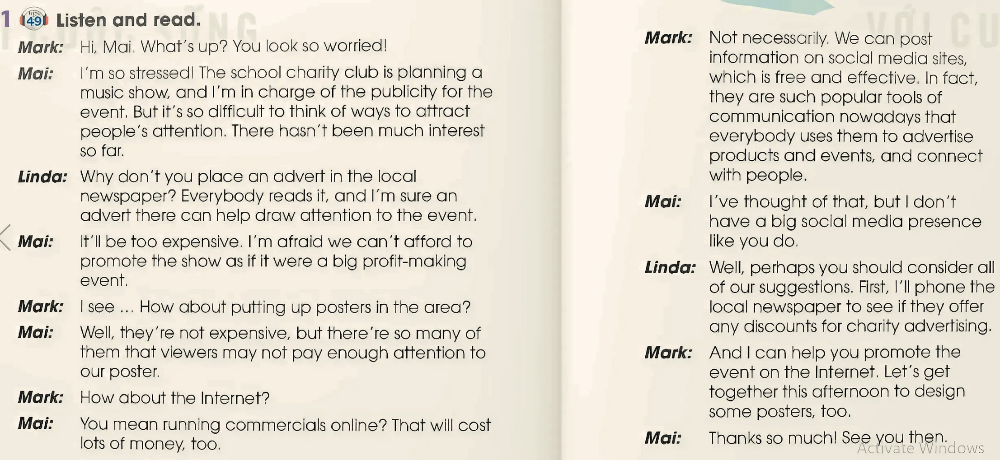 1 49 Listen and read.
Mark: Hi, Mai. What's up? You look so worried!
Mai: I'm so stressed! The school charity club is planning a
music show, and I'm in charge of the publicity for the
event. But it's so difficult to think of ways to attract
people's attention. There hasn't been much interest
so far.
Linda: Why don't you place an advert in the local
newspaper? Everybody reads it, and I'm sure an
advert there can help draw attention to the event.
Mai: It'll be too expensive. I'm afraid we can't afford to
promote the show as if it were a big profit-making
event.
Mark: I see ... How about putting up posters in the area?
Mai: Well, they're not expensive, but there're so many of
them that viewers may not pay enough attention to
our poster.
Mark: How about the Internet?
Mai: You mean running commercials online? That will cost
lots of money, too.
VỚI CU
Mark: Not necessarily. We can post
information on social media sites,
which is free and effective. In fact,
they are such popular tools of
communication nowadays that
everybody uses them to advertise
products and events, and connect
with people.
Mai: I've thought of that, but I don't
have a big social media presence
like you do.
Linda: Well, perhaps you should consider all
of our suggestions. First, I'll phone the
local newspaper to see if they offer
any discounts for charity advertising.
Mark: And I can help you promote the
event on the Internet. Let's get
together this afternoon to design
some posters, too.
Mai: Thanks so much! See you then.
Activate Windows